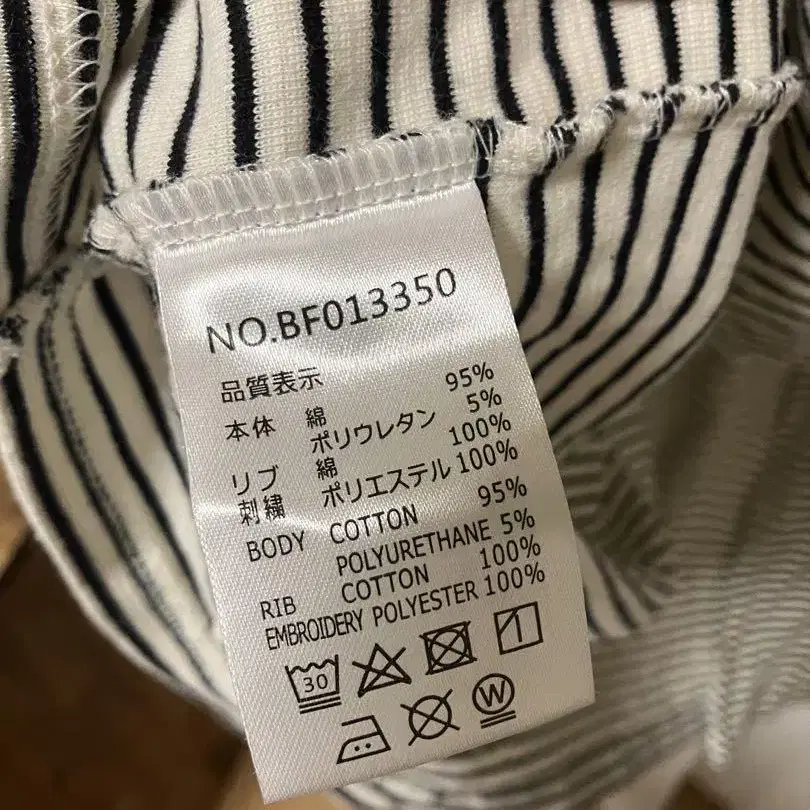 NO.BF013350
品質表示
本体 綿 95%
ポリウレタン 5%
リブ 綿 100%
刺繍 ポリエステル 100%
BODY COTTON 95%
POLYURETHANE 5%
RIB COTTON 100%
EMBROIDERY POLYESTER 100%
30
W